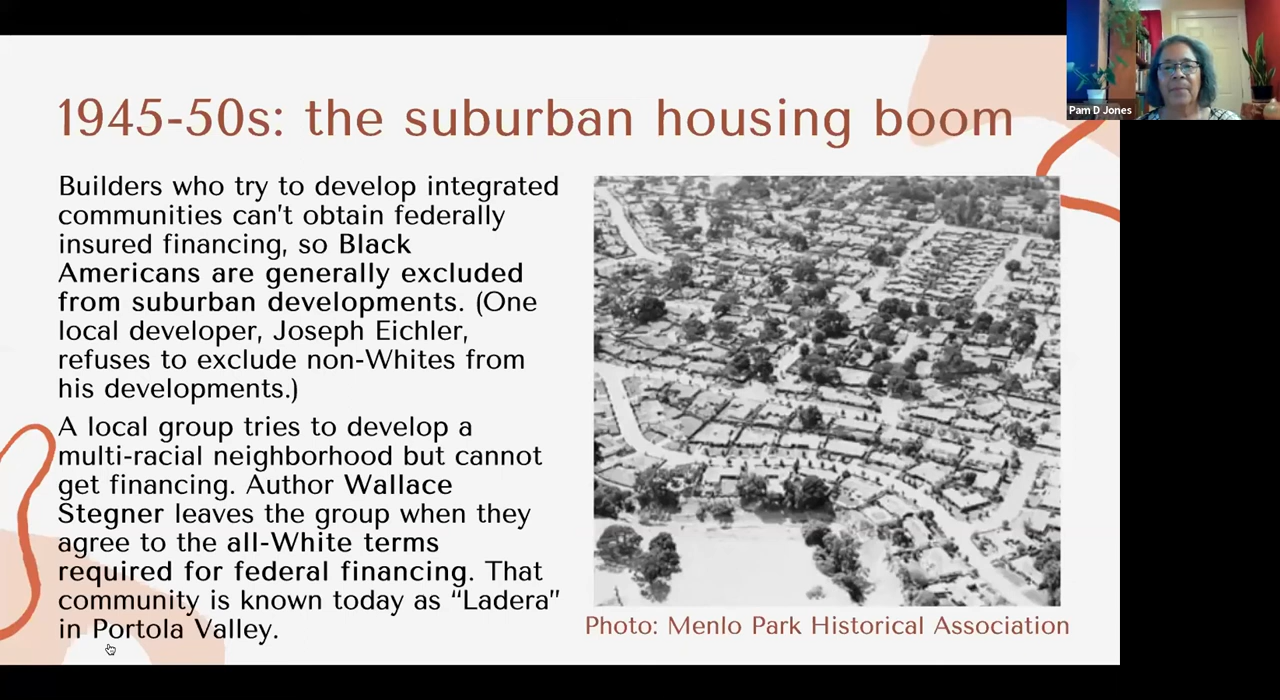 1945-50s: the suburban housing boom
Builders who try to develop integrated
communities can't obtain federally
insured financing, so Black
Americans are generally excluded
from suburban developments. (One
local developer, Joseph Eichler,
refuses to exclude non-Whites from
his developments.)
A local group tries to develop a
multi-racial neighborhood but cannot
get financing. Author Wallace
Stegner leaves the group when they
agree to the all-White terms
required for federal financing. That
community is known today as “Ladera”
in Portola Valley.
Photo: Menlo Park Historical Association
Pam D Jones